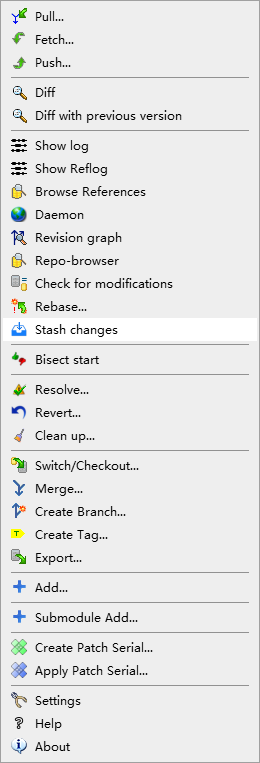 Pull...
Fetch...
Push...
Diff
Diff with previous version
Show log
Show Reflog
Browse References
Daemon
Revision graph
Repo-browser
Check for modifications
Rebase...
Stash changes
Bisect start
Resolve...
Revert...
Clean up...
Switch/Checkout...
Merge...
Create Branch...
Create Tag...
Export...
Add...
Submodule Add...
Create Patch Serial...
Apply Patch Serial...
Settings
Help
About